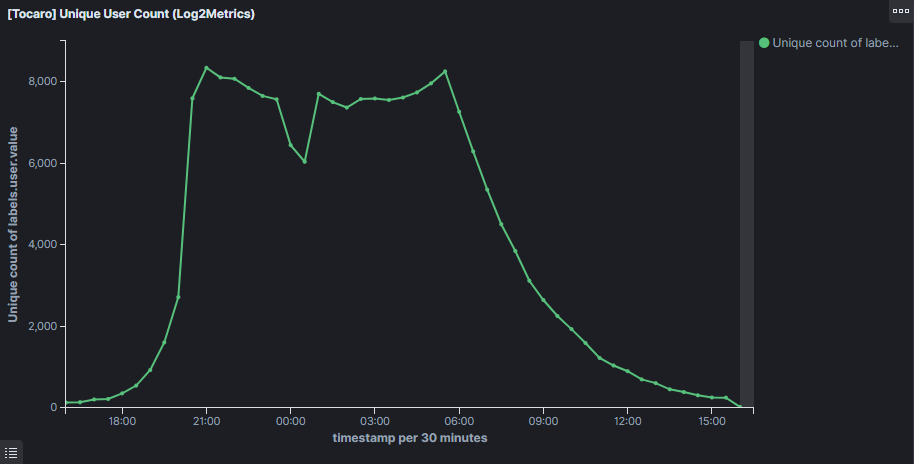 [Tocaro] Unique User Count (Log2Metrics)
Unique count of labe...
Unique count of labels.user.value
8,000
6,000
4,000
2,000
0
18:00 21:00 00:00 03:00 06:00 09:00 12:00 15:00
timestamp per 30 minutes